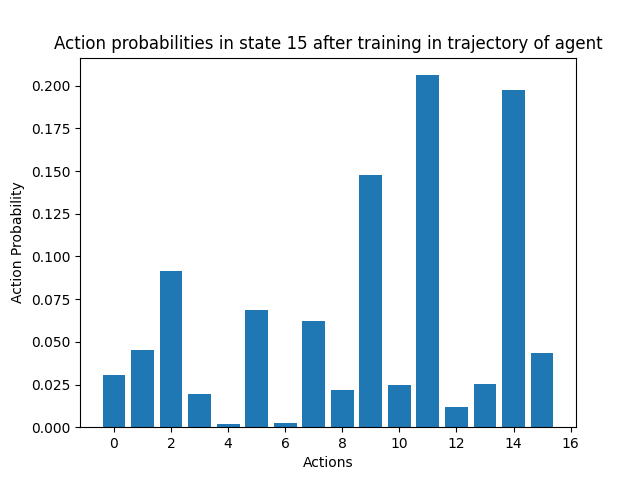 Action probabilities in state 15 after training in trajectory of agent
0.200
0.175
0.150
0.125
0.100
0.075
0.050
0.025
0.000
Action Probability
0 2 4 6 8 10 12 14 16
Actions